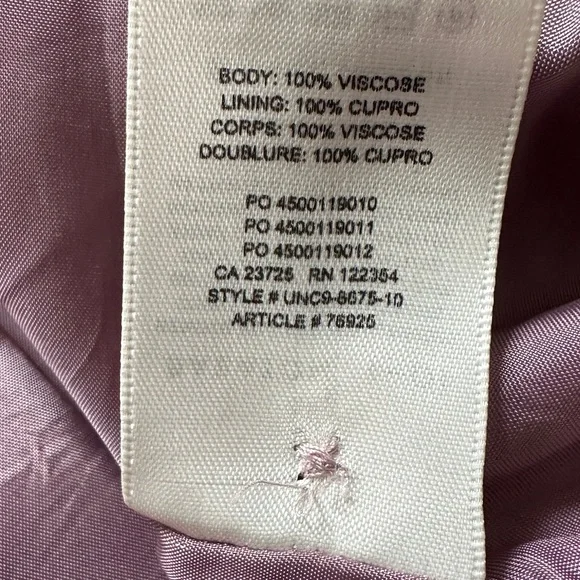 BODY: 100% VISCOSE
LINING: 100% CUPRO
CORPS: 100% VISCOSE
DOUBLURE: 100% CUPRO
PO 4500119010
PO 4500119011
PO 4500119012
CA 23725 RN 122354
STYLE # UNC9-8675-10
ARTICLE # 76925